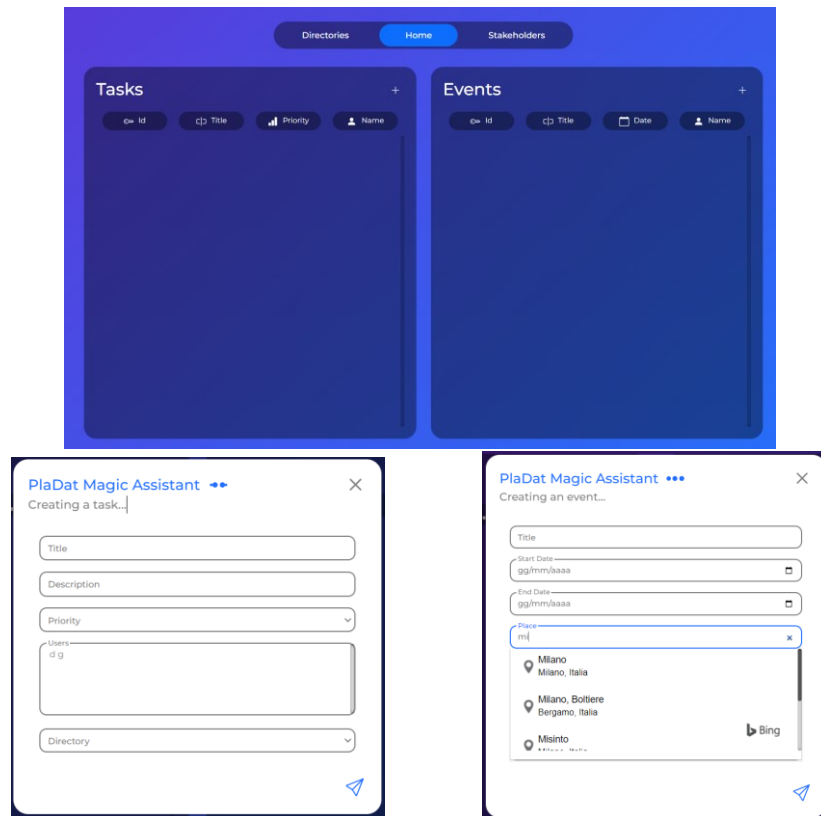 Directories Home Stakeholders
Tasks +
Id Title Priority Name
Events +
Id Title Date Name
PlaDat Magic Assistant
Creating a task...
Title
Description
Priority
Users
d g
Directory
PlaDat Magic Assistant
Creating an event...
Title
Start Date
gg/mm/aaaa
End Date
gg/mm/aaaa
Place
mi
Milano
Milano, Italia
Milano, Boltiere
Bergamo, Italia
Bing
Misinto
Milano, Italia